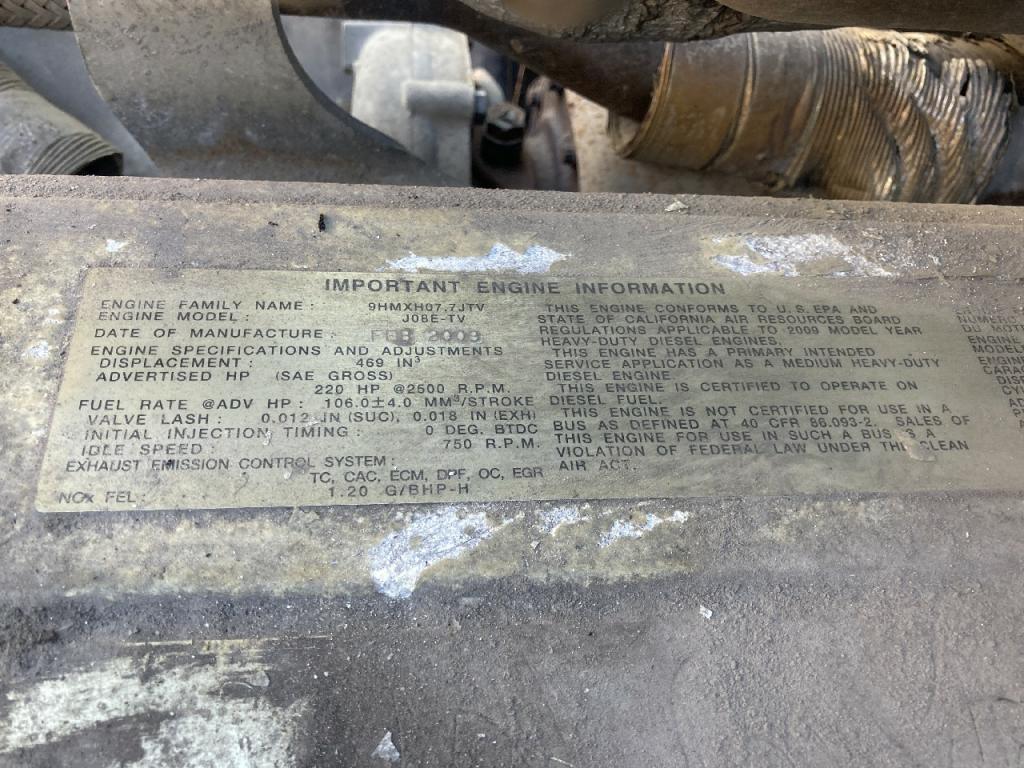 IMPORTANT ENGINE INFORMATION
ENGINE FAMILY NAME : 9HMXH07.7JTV
ENGINE MODEL : J08E-TV
DATE OF MANUFACTURE : FEB
ENGINE SPECIFICATIONS AND ADJUSTMENTS
DISPLACEMENT : 469 IN³
ADVERTISED HP (SAE GROSS)
220 HP @2500 R.P.M.
FUEL RATE @ADV HP : 106.0±4.0 MM³/STROKE
VALVE LASH : 0.012 IN (SUC), 0.018 IN (EXH)
INITIAL INJECTION TIMING : 0 DEG. BTDC
IDLE SPEED : 750 R.P.M.
EXHAUST EMISSION CONTROL SYSTEM :
TC, CAC, ECM, DPF, OC, EGR
NOx FEL : 1.20 G/BHP-H
THIS ENGINE CONFORMS TO U.S. EPA AND
STATE OF CALIFORNIA AIR RESOURCES BOARD
REGULATIONS APPLICABLE TO 2009 MODEL YEAR
HEAVY-DUTY DIESEL ENGINES.
THIS ENGINE HAS A PRIMARY INTENDED
SERVICE APPLICATION AS A MEDIUM HEAVY-DUTY
DIESEL ENGINE
THIS ENGINE IS CERTIFIED TO OPERATE ON
DIESEL FUEL.
THIS ENGINE IS NOT CERTIFIED FOR USE IN A
BUS AS DEFINED AT 40 CFR 86.093-2. SALES OF
THIS ENGINE FOR USE IN SUCH A BUS IS A
VIOLATION OF FEDERAL LAW UNDER THE CLEAN
AIR ACT.
NUMERO
DU MOTE
ENGINE
MODEL